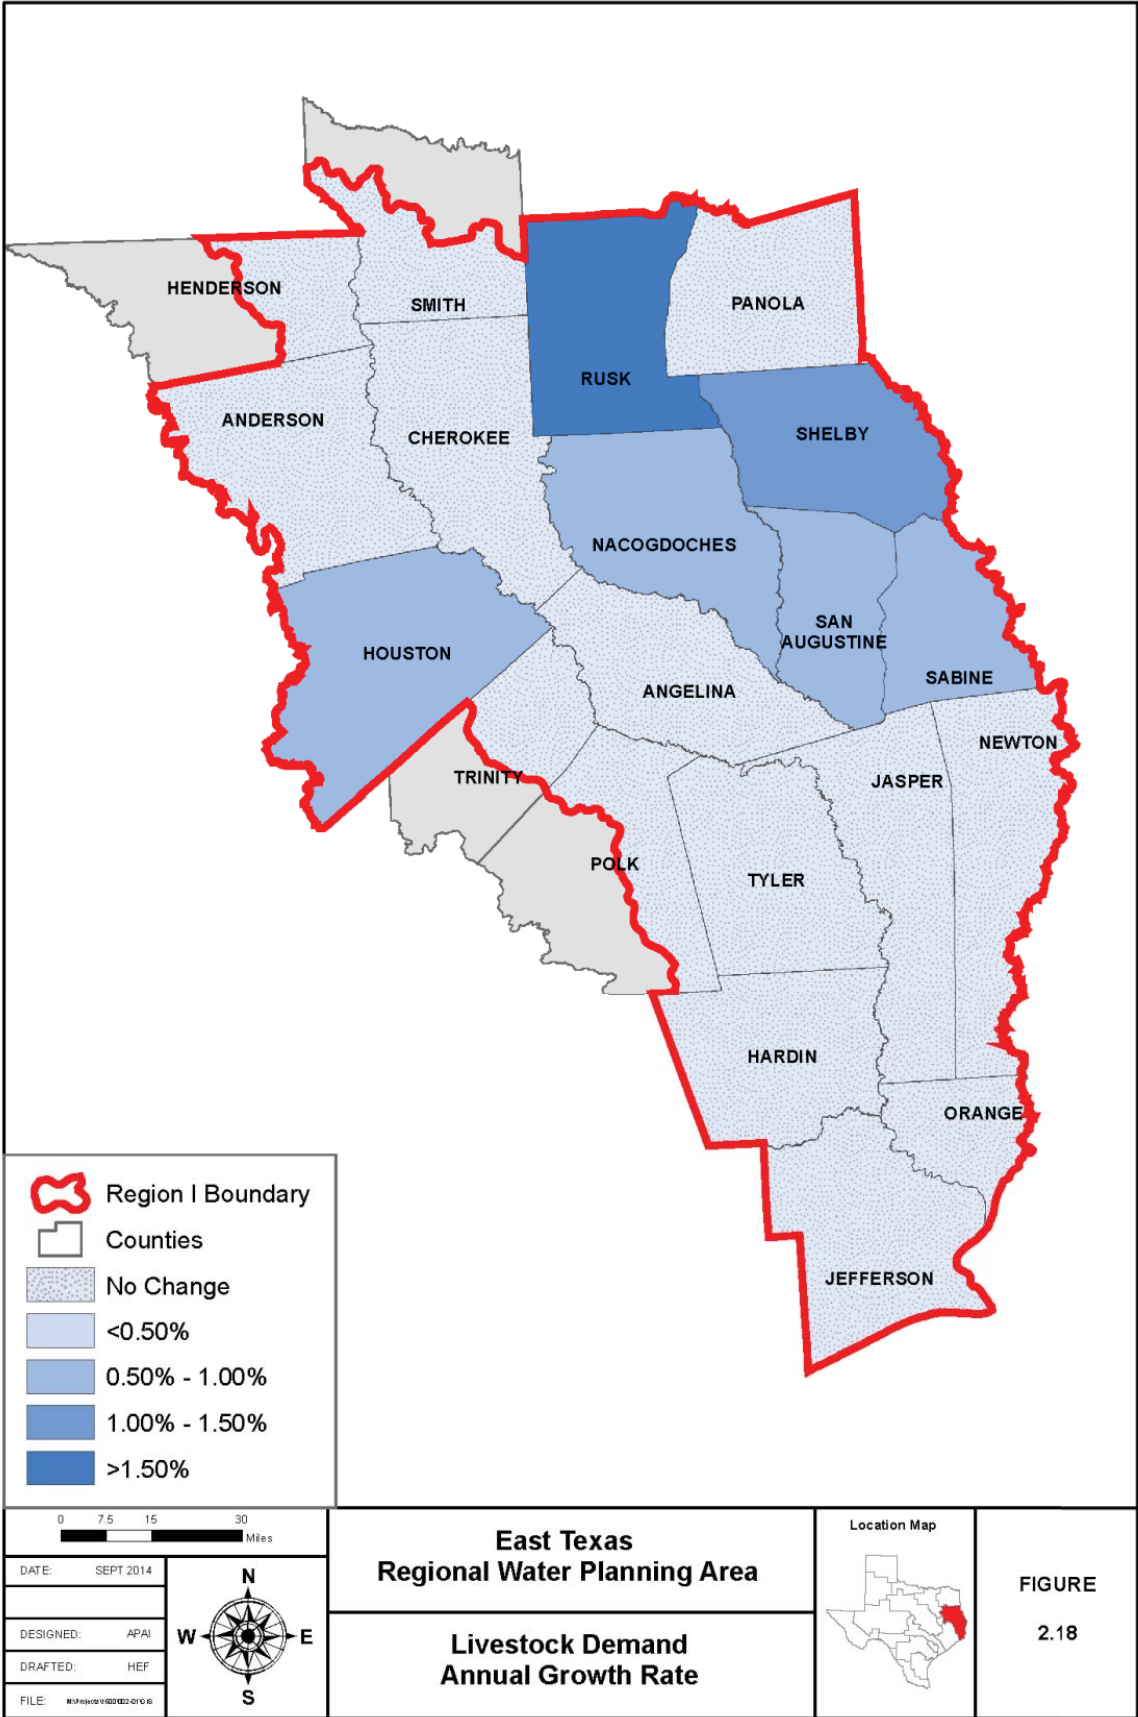 HENDERSON
SMITH
PANOLA
RUSK
ANDERSON
CHEROKEE
SHELBY
NACOGDOCHES
SAN
AUGUSTINE
HOUSTON
SABINE
ANGELINA
NEWTON
TRINITY
JASPER
POLK
TYLER
HARDIN
ORANGE
JEFFERSON
Region I Boundary
Counties
No Change
<0.50%
0.50% - 1.00%
1.00% - 1.50%
>1.50%
0 7.5 15 30
Miles
DATE: SEPT 2014
DESIGNED: APAI
DRAFTED: HEF
FILE:
N
W E
S
East Texas
Regional Water Planning Area
Livestock Demand
Annual Growth Rate
Location Map
FIGURE
2.18